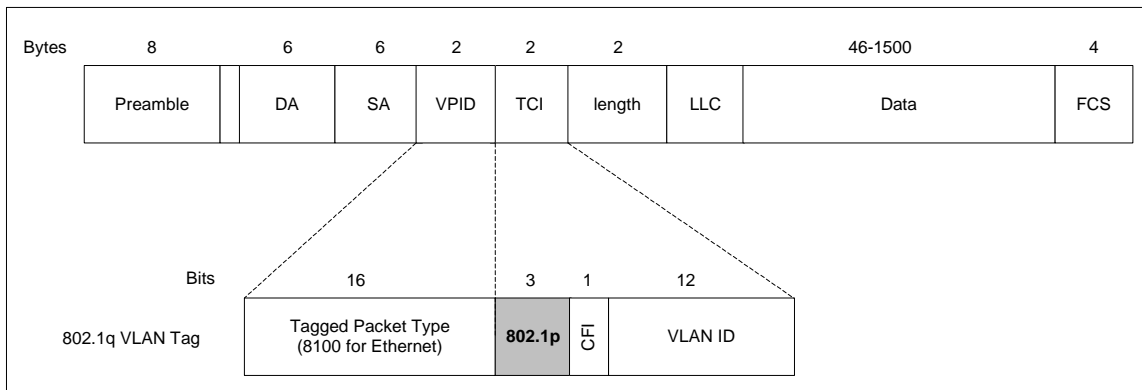 Bytes 8 6 6 2 2 2 46-1500 4
Preamble DA SA VPID TCI length LLC Data FCS
Bits 16 3 1 12
802.1q VLAN Tag
Tagged Packet Type
(8100 for Ethernet)
802.1p
CFI
VLAN ID